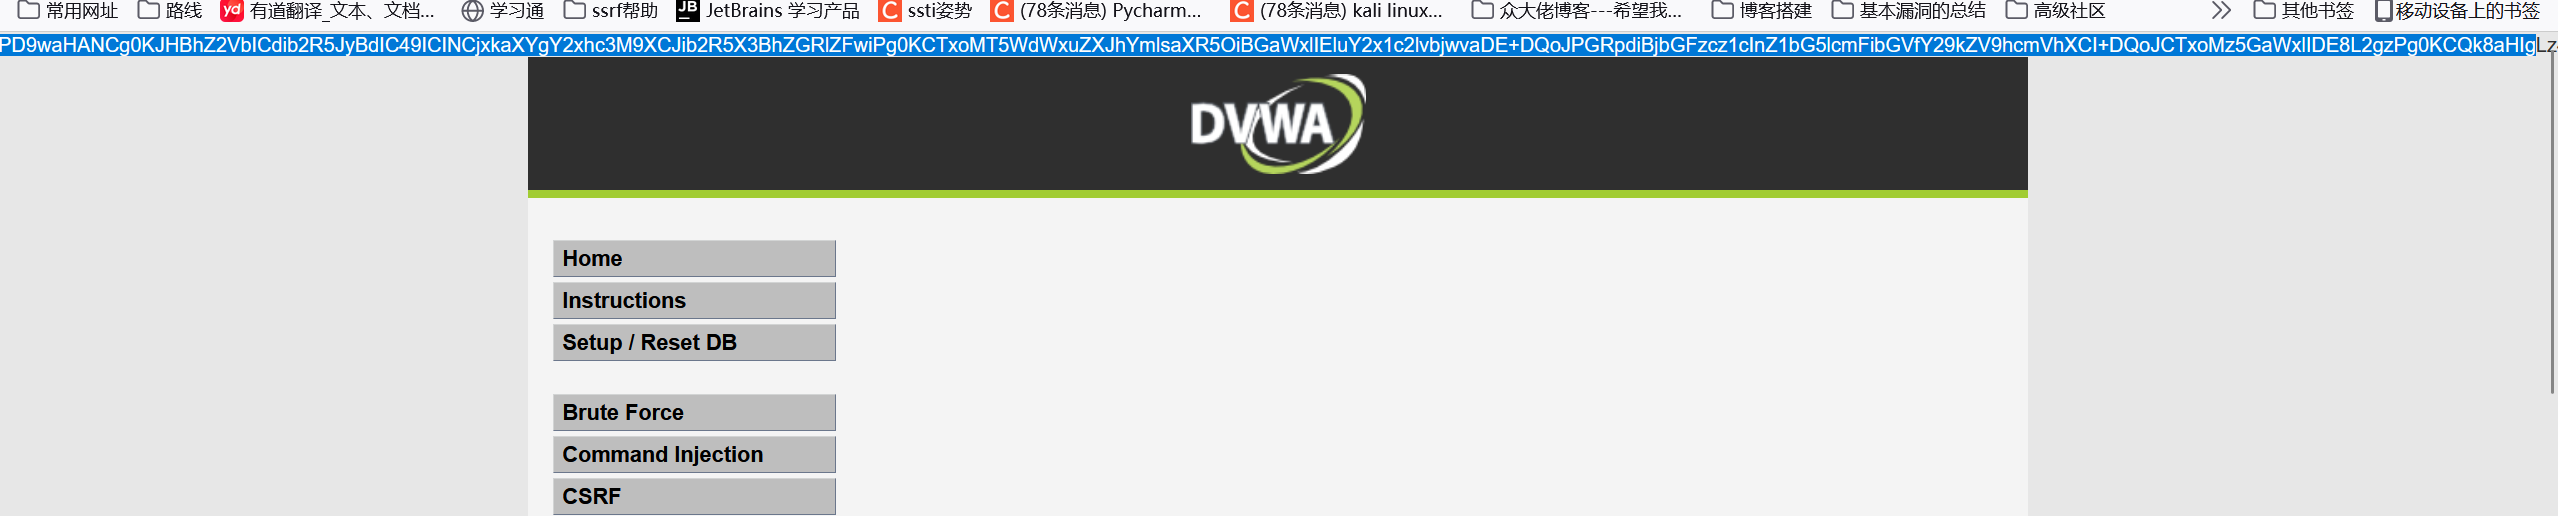 常用网址 路线 yd 有道翻译_文本、文档... 学习通 ssrf帮助 JB JetBrains 学习产品 C ssti姿势 C (78条消息) Pycharm... C (78条消息) kali linux... 众大佬博客---希望我... 博客搭建 基本漏洞的总结 高级社区 其他书签 移动设备上的书签
PD9waHANCg0KJHBhZ2VbICdib2R5JyBdIC49ICINCjxkaXYgY2xhc3M9XCJib2R5X3BhZGRlZFwiPg0KCTxoMT5WdWxuZXJhYmlsaXR5OiBGaWxlIEluY2x1c2lvbjwvaDE+DQoJPGRpdiBjbGFzcz1cInZ1bG5lcmFibGVfY29kZV9hcmVhXCI+DQoJCTxoMz5GaWxlIDE8L2gzPg0KCQk8aHIgLz
DVWA
Home
Instructions
Setup / Reset DB
Brute Force
Command Injection
CSRF